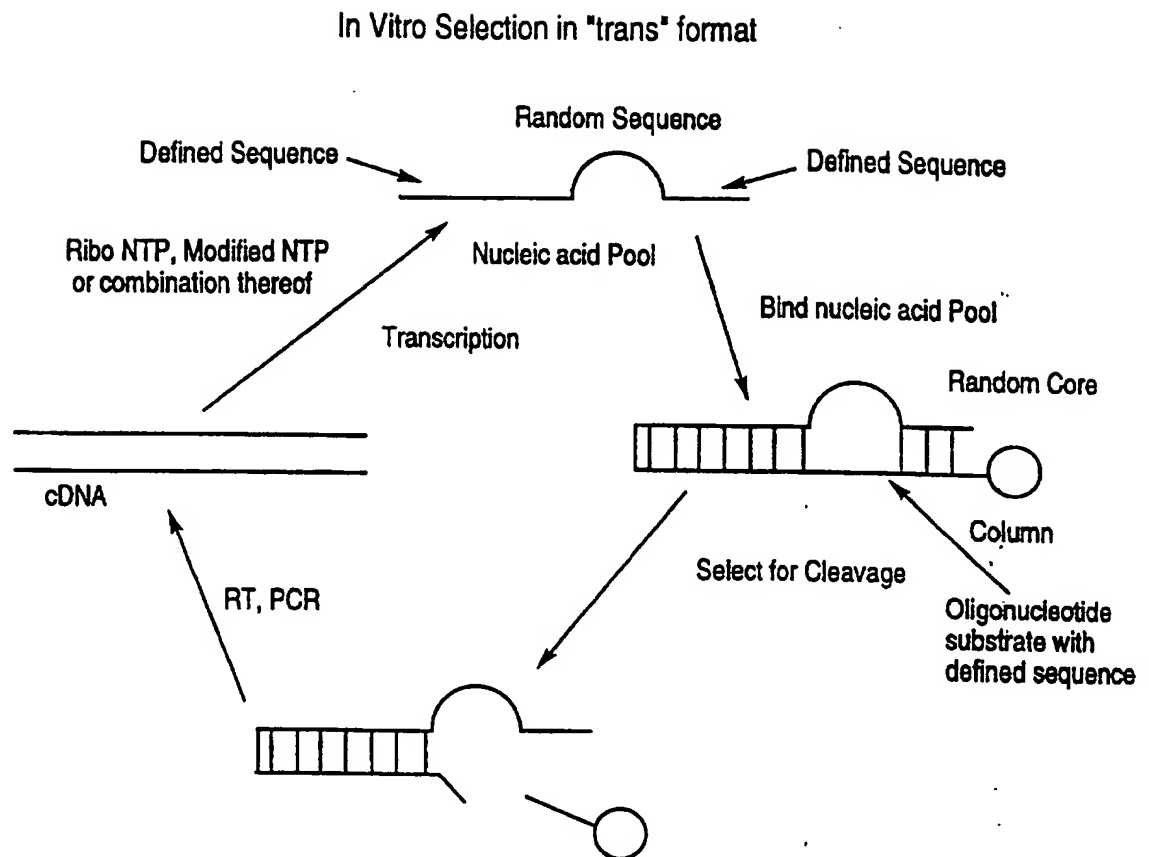 In Vitro Selection in "trans" format
Random Sequence
Defined Sequence
Defined Sequence
Ribo NTP, Modified NTP
or combination thereof
Nucleic acid Pool
Transcription
Bind nucleic acid Pool
Random Core
cDNA
Column
Select for Cleavage
RT, PCR
Oligonucleotide
substrate with
defined sequence